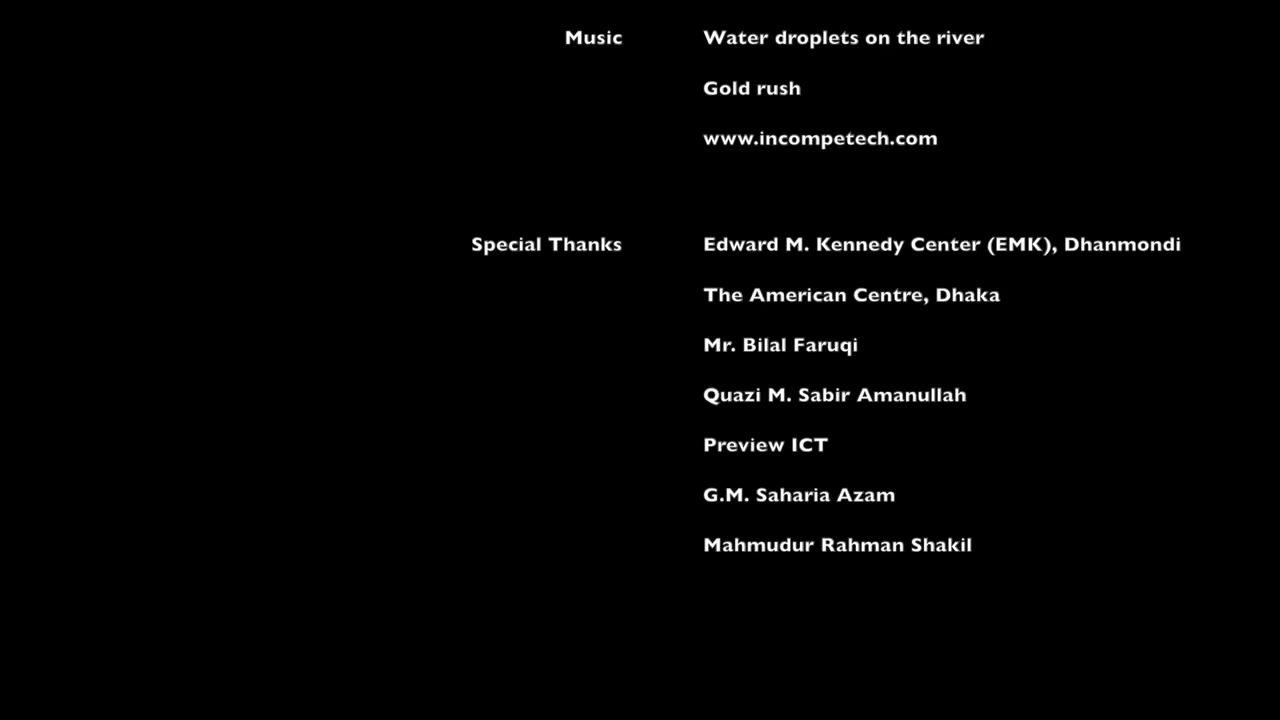 Music Water droplets on the river
Gold rush
www.incompetech.com
Special Thanks Edward M. Kennedy Center (EMK), Dhanmondi
The American Centre, Dhaka
Mr. Bilal Faruqi
Quazi M. Sabir Amanullah
Preview ICT
G.M. Saharia Azam
Mahmudur Rahman Shakil